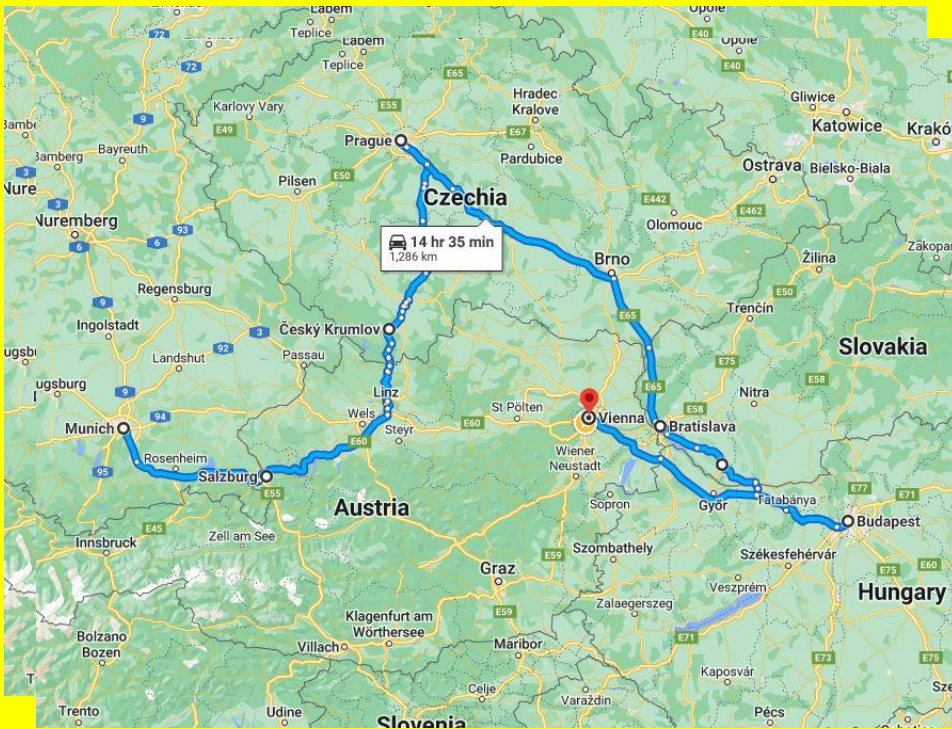 Labem
Opole
Teplice
E40
72
Labem
Opole
Teplice
E40
72
E65
Karlovy Vary
E55
Hradec
Kralove
Gliwice
Katowice
9
E49
Prague
E67
Pardubice
Bayreuth
Bamberg
3
Pilsen
E50
Ostrava
Bielsko-Biala
Czechia
E442
3
93
Nuremberg
6
6
Olomouc
E462
14 hr 35 min
1,286 km
Brno
Žilina
9
Regensburg
E50
Trenčín
Ingolstadt
3
Český Krumlov
E65
92
Landshut
Passau
E75
Slovakia
E58
9
Linz
E65
Nitra
94
Wels
St Pölten
E58
Munich
E60
Vienna
Bratislava
Steyr
E60
Rosenheim
Wiener
Neustadt
95
Salzburg
E55
Sopron
Győr
Tatabánya
E77
E71
Austria
Budapest
E45
Zell am See
Innsbruck
E59
Szombathely
Székesfehérvár
E60
Graz
E75
Veszprém
Hungary
E59
Zalaegerszeg
Klagenfurt am
Wörthersee
E71
Bolzano
Bozen
Villach
Maribor
E73
E75
Kaposvár
Celje
Varaždin
Trento
Udine
Pécs
Slovenia